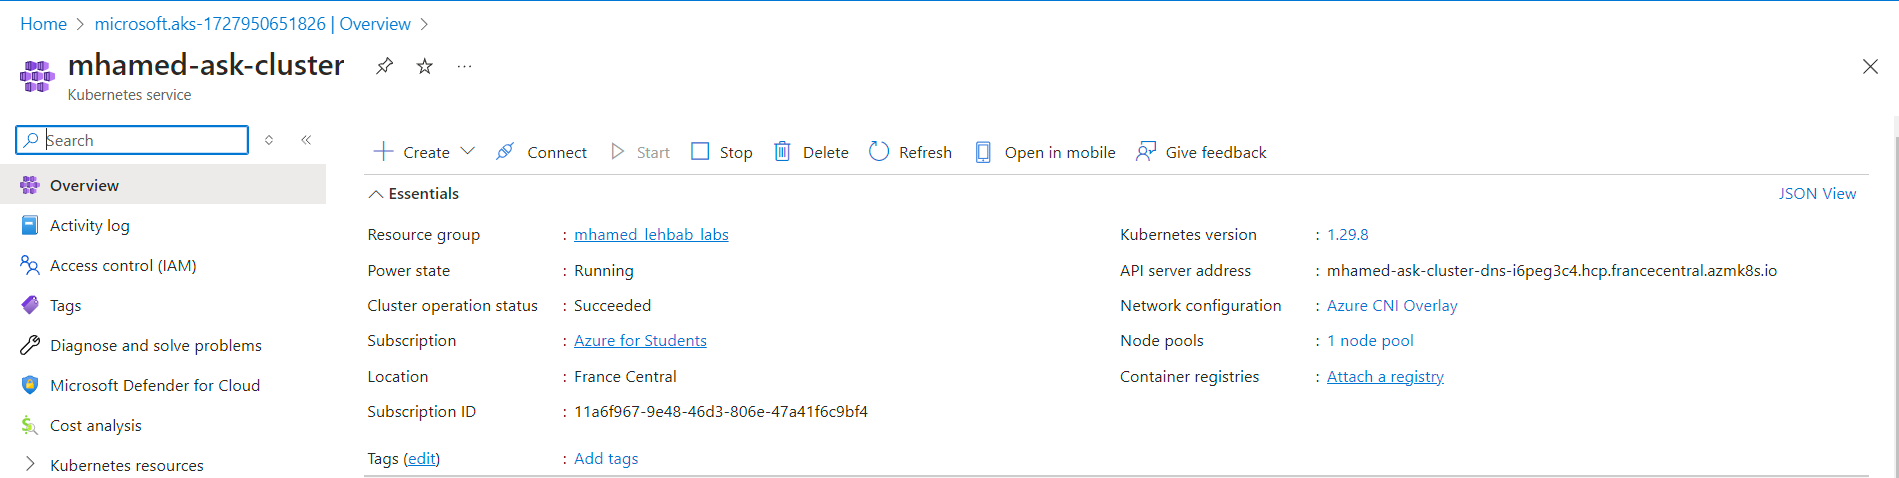 Home > microsoft.aks-1727950651826 | Overview >
mhamed-ask-cluster
Kubernetes service
Search
Create
Connect
Start
Stop
Delete
Refresh
Open in mobile
Give feedback
Overview
Activity log
Access control (IAM)
Tags
Diagnose and solve problems
Microsoft Defender for Cloud
Cost analysis
Kubernetes resources
Essentials
JSON View
Resource group : mhamed_lehbab_labs
Power state : Running
Cluster operation status : Succeeded
Subscription : Azure for Students
Location : France Central
Subscription ID : 11a6f967-9e48-46d3-806e-47a41f6c9bf4
Kubernetes version : 1.29.8
API server address : mhamed-ask-cluster-dns-i6peg3c4.hcp.francecentral.azmk8s.io
Network configuration : Azure CNI Overlay
Node pools : 1 node pool
Container registries : Attach a registry
Tags (edit) : Add tags